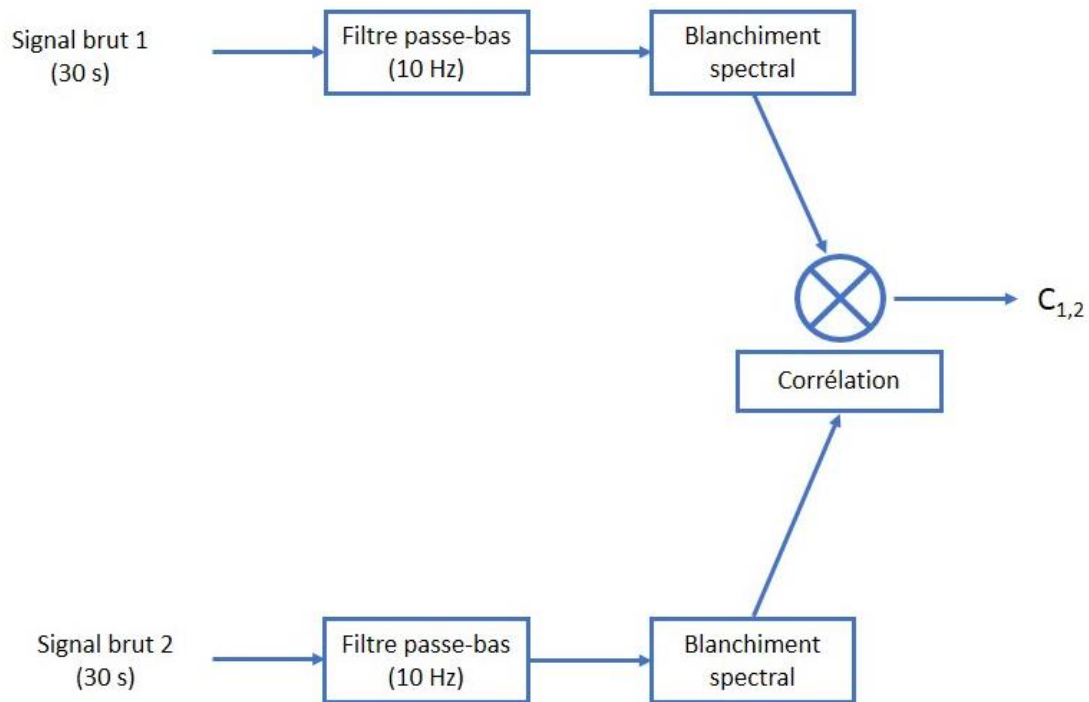 Signal brut 1
(30 s)
Filtre passe-bas
(10 Hz)
Blanchiment
spectral
C1,2
Corrélation
Signal brut 2
(30 s)
Filtre passe-bas
(10 Hz)
Blanchiment
spectral